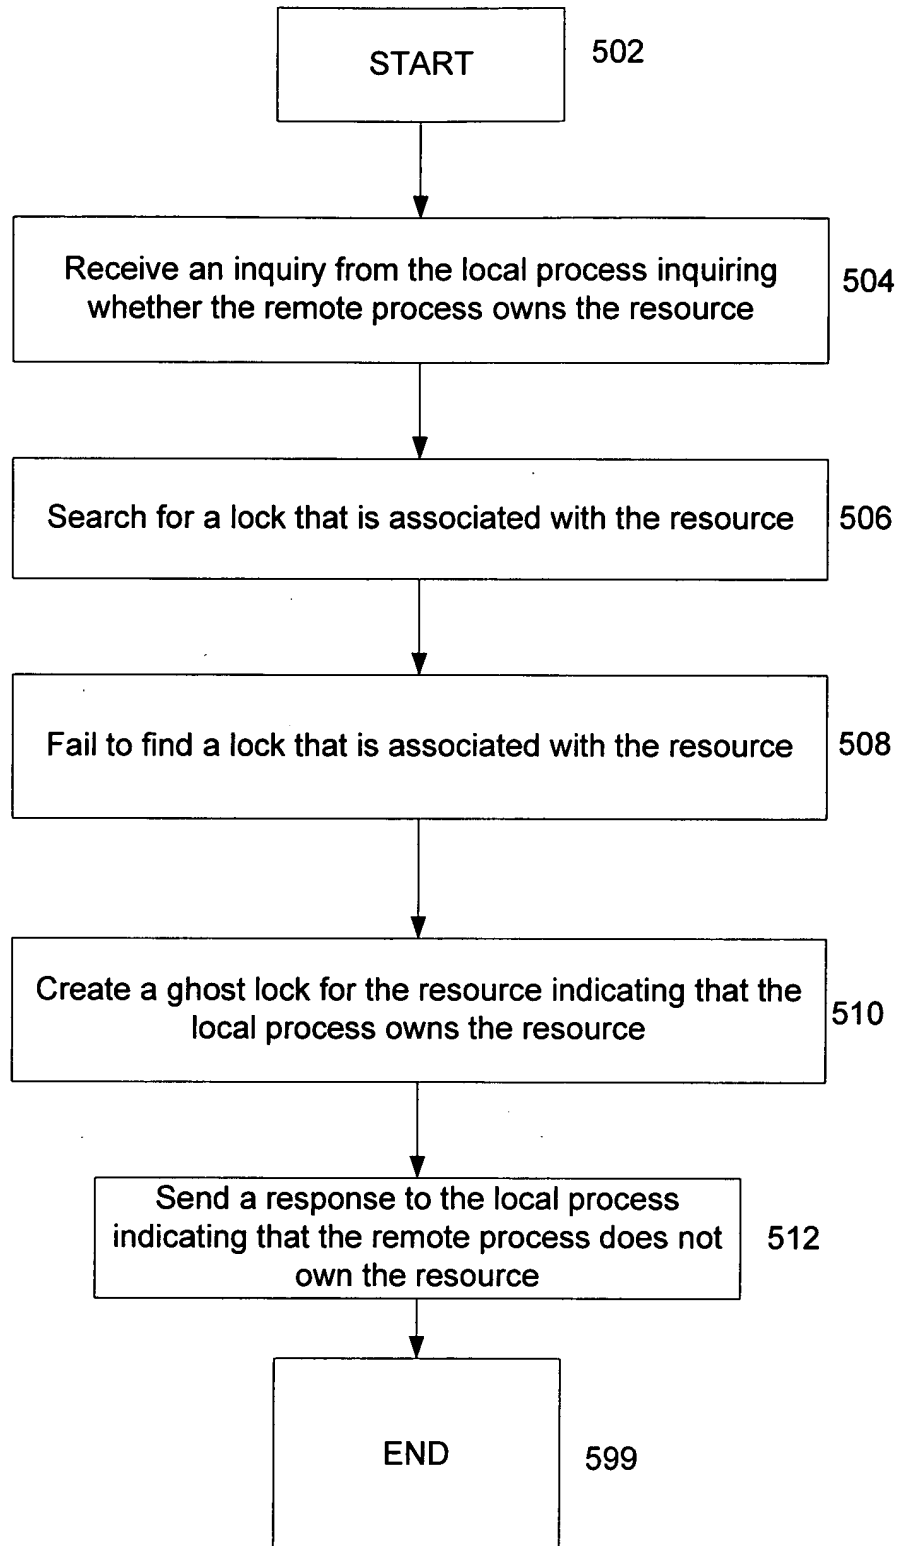 START
502
Receive an inquiry from the local process inquiring
whether the remote process owns the resource
504
Search for a lock that is associated with the resource
506
Fail to find a lock that is associated with the resource
508
Create a ghost lock for the resource indicating that the
local process owns the resource
510
Send a response to the local process
indicating that the remote process does not
own the resource
512
END
599